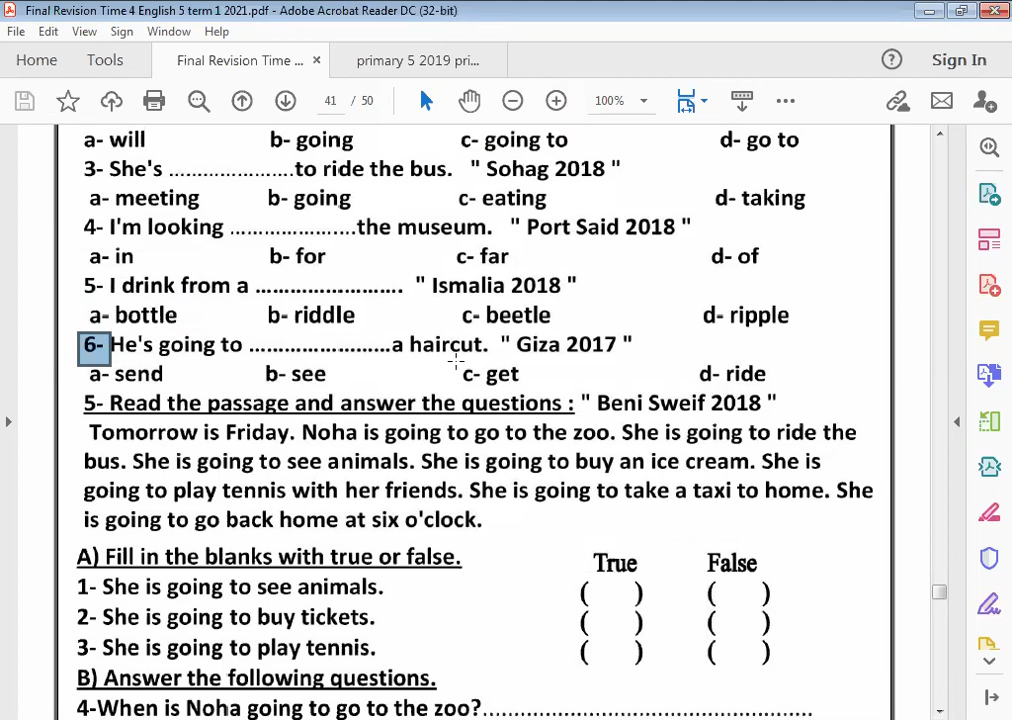 Final Revision Time 4 English 5 term 1 2021.pdf - Adobe Acrobat Reader DC (32-bit)
File Edit View Sign Window Help
Home Tools Final Revision Time ... × primary 5 2019 pri... ? Sign In
41 / 50 100%
a- will b- going c- going to d- go to
3- She's ......................to ride the bus. " Sohag 2018 "
a- meeting b- going c- eating d- taking
4- I'm looking ......................the museum. " Port Said 2018 "
a- in b- for c- far d- of
5- I drink from a .......................... " Ismalia 2018 "
a- bottle b- riddle c- beetle d- ripple
6- He's going to .........................a haircut. " Giza 2017 "
a- send b- see c- get d- ride
5- Read the passage and answer the questions : " Beni Sweif 2018 "
Tomorrow is Friday. Noha is going to go to the zoo. She is going to ride the
bus. She is going to see animals. She is going to buy an ice cream. She is
going to play tennis with her friends. She is going to take a taxi to home. She
is going to go back home at six o'clock.
A) Fill in the blanks with true or false. True False
1- She is going to see animals. ( ) ( )
2- She is going to buy tickets. ( ) ( )
3- She is going to play tennis. ( ) ( )
B) Answer the following questions.
4-When is Noha going to go to the zoo?......................................................